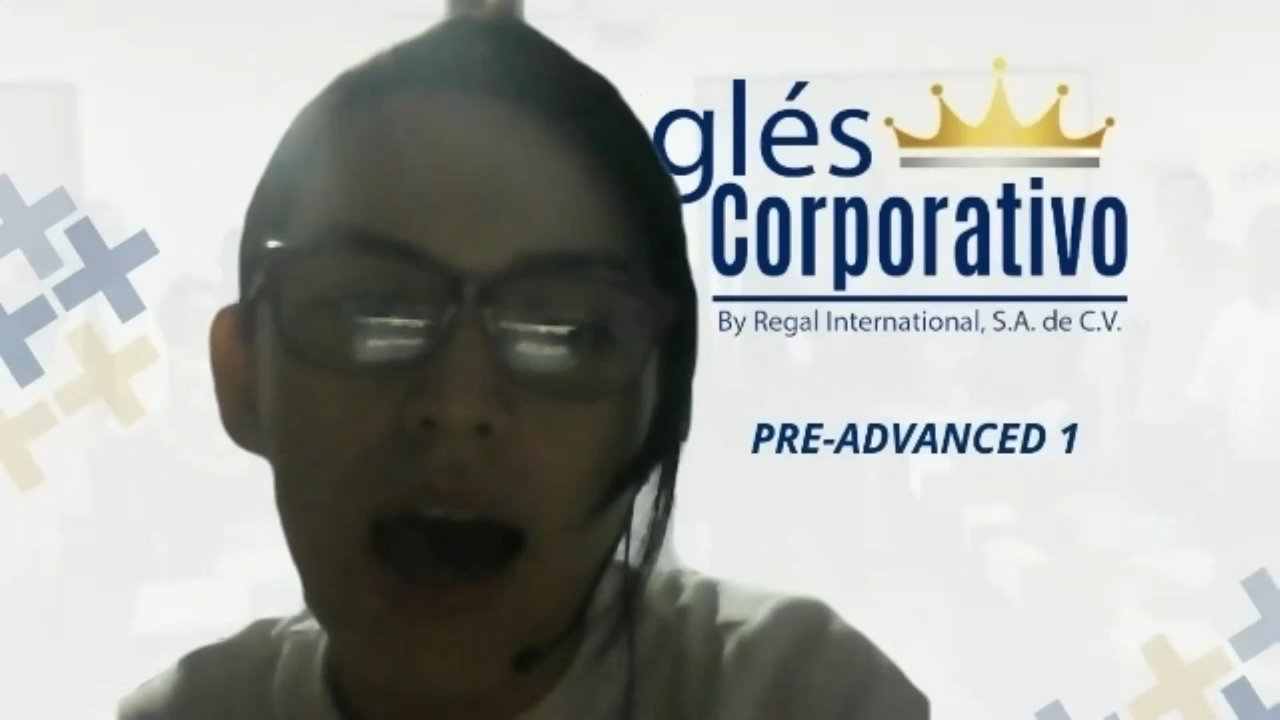 glés
Corporativo
By Regal International, S.A. de C.V.
PRE-ADVANCED 1